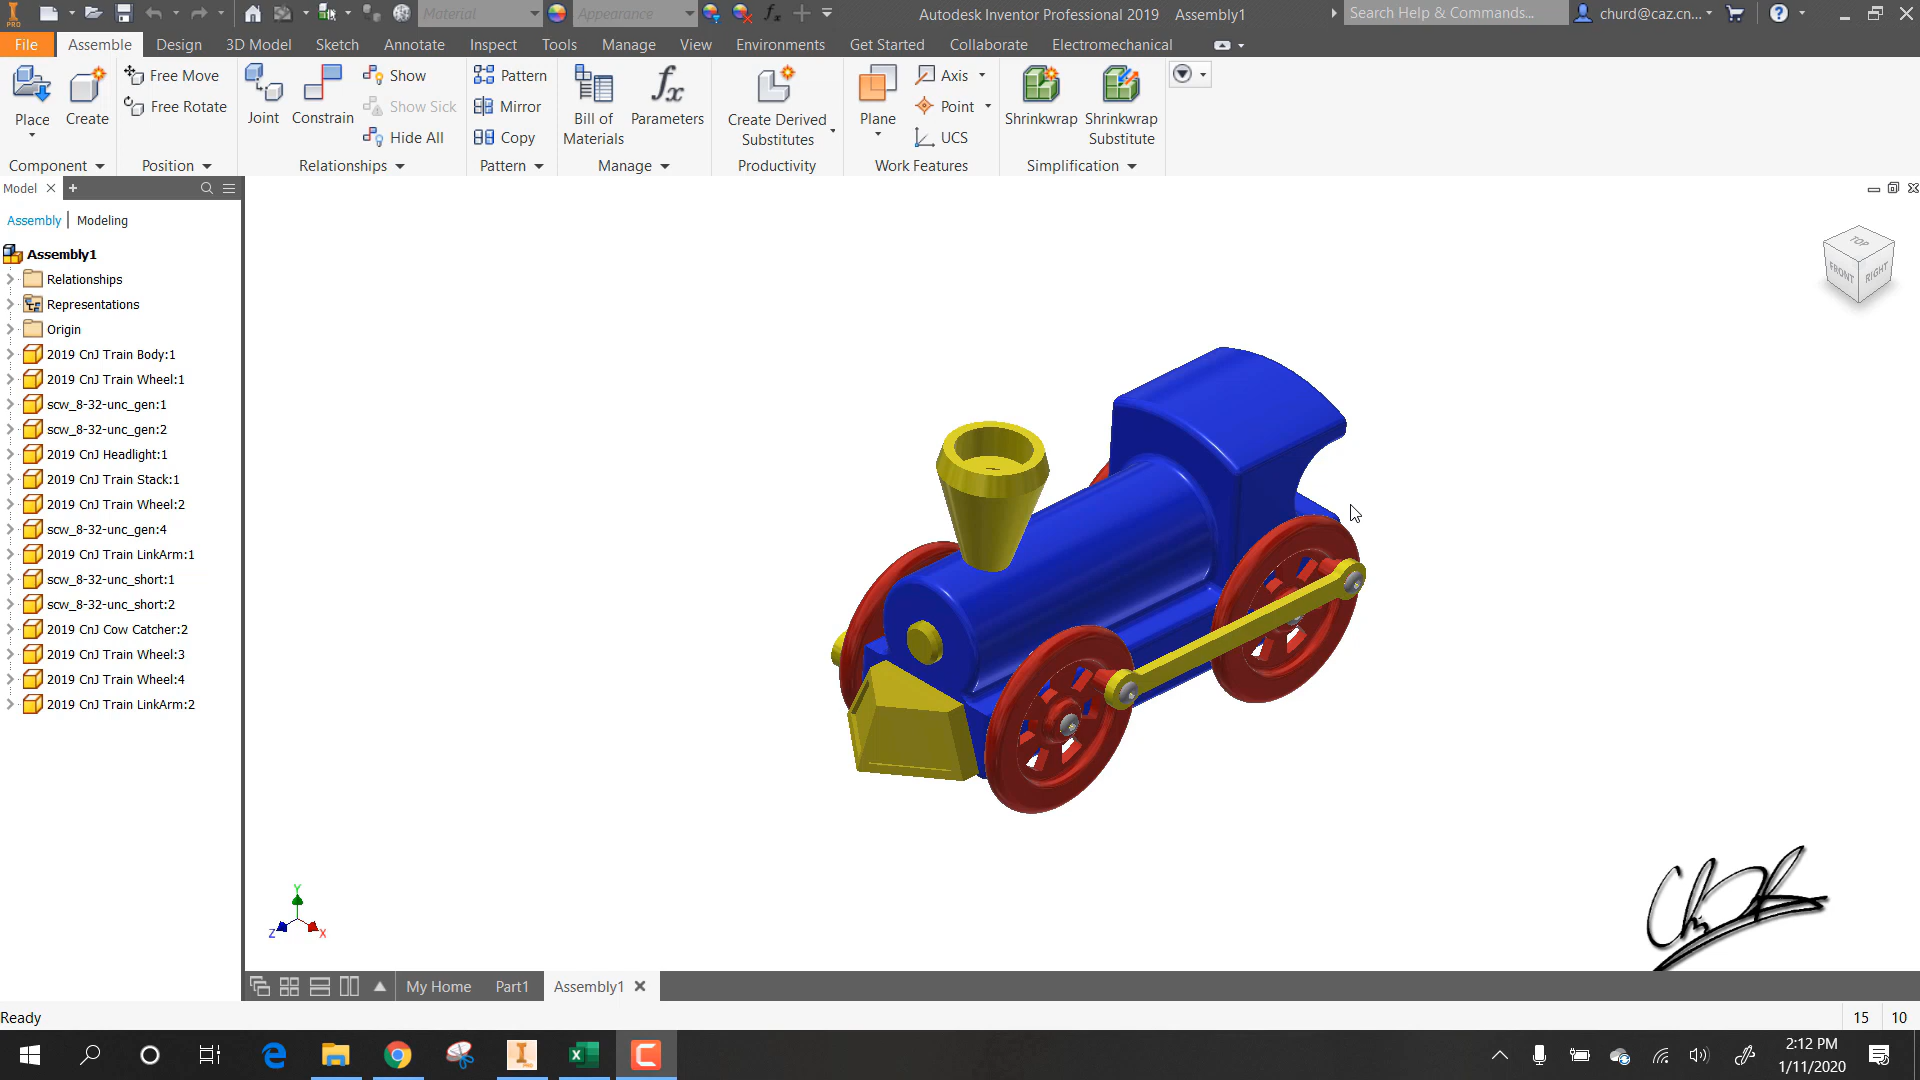 PRO
Material
Appearance
Autodesk Inventor Professional 2019 Assembly1
Search Help & Commands...
churd@caz.cn...
File Assemble Design 3D Model Sketch Annotate Inspect Tools Manage View Environments Get Started Collaborate Electromechanical
Place
Create
Free Move
Free Rotate
Joint
Constrain
Show
Show Sick
Hide All
Pattern
Mirror
Copy
Bill of
Materials
fx
Parameters
Create Derived
Substitutes
Plane
Axis
Point
UCS
Shrinkwrap
Shrinkwrap
Substitute
Component Position Relationships Pattern Manage Productivity Work Features Simplification
Model
Assembly | Modeling
Assembly1
Relationships
Representations
Origin
2019 CnJ Train Body:1
2019 CnJ Train Wheel:1
scw_8-32-unc_gen:1
scw_8-32-unc_gen:2
2019 CnJ Headlight:1
2019 CnJ Train Stack:1
2019 CnJ Train Wheel:2
scw_8-32-unc_gen:4
2019 CnJ Train LinkArm:1
scw_8-32-unc_short:1
scw_8-32-unc_short:2
2019 CnJ Cow Catcher:2
2019 CnJ Train Wheel:3
2019 CnJ Train Wheel:4
2019 CnJ Train LinkArm:2
TOP
FRONT RIGHT
Y
Z X
My Home Part1 Assembly1
Ready
15 10
2:12 PM
1/11/2020